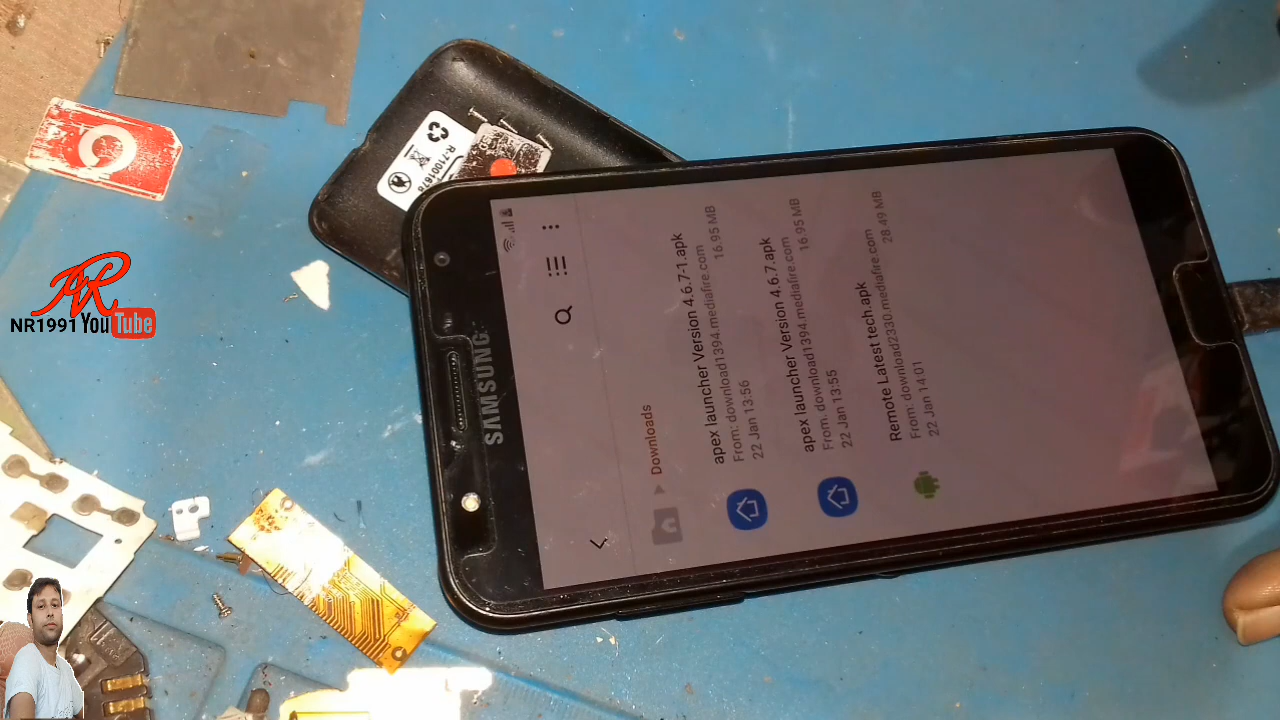 NR1991 YouTube
R-71001678
SAMSUNG
Downloads
apex launcher Version 4.6.7-1.apk
From: download1394.mediafire.com
22 Jan 13:56
16.95 MB
apex launcher Version 4.6.7.apk
From: download1394.mediafire.com
22 Jan 13:55
16.95 MB
Remote Latest tech.apk
From: download2330.mediafire.com
22 Jan 14:01
28.49 MB